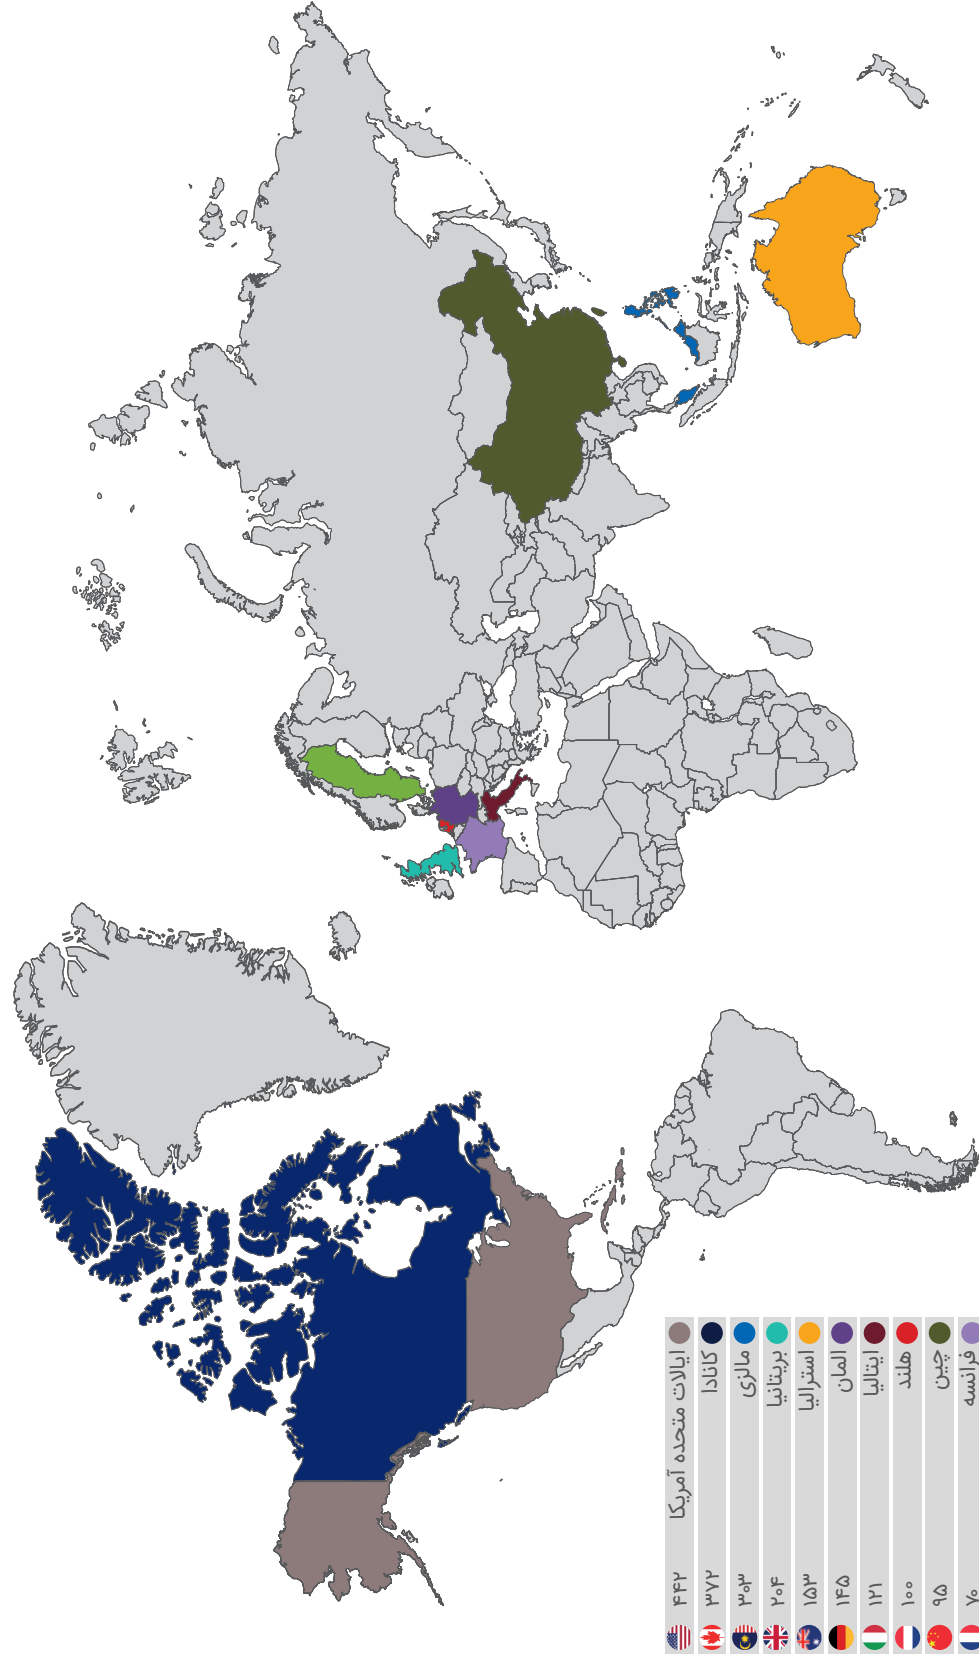 ایالات متحده آمریکا ۴۴۲
کانادا ۳۷۲
مالزی ۳۰۳
بریتانیا ۲۰۴
استرالیا ۱۵۳
آلمان ۱۴۵
ایتالیا ۱۲۱
هلند ۱۰۰
چین ۹۵
فرانسه ۷۰